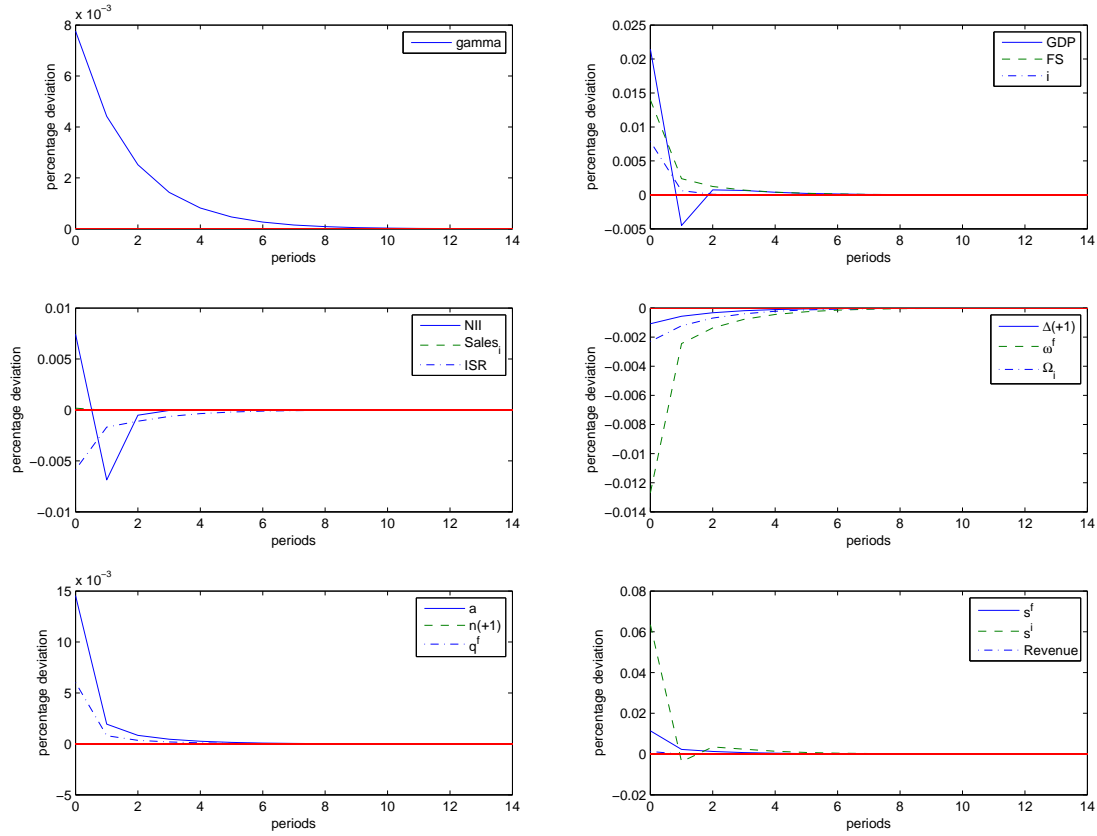 x 10⁻³
8
6
4
2
0
0 2 4 6 8 10 12 14
percentage deviation
periods
gamma
0.025
0.02
0.015
0.01
0.005
0
−0.005
0 2 4 6 8 10 12 14
percentage deviation
periods
GDP
FS
i
0.01
0.005
0
−0.005
−0.01
0 2 4 6 8 10 12 14
percentage deviation
periods
NII
Sales_i
ISR
0
−0.002
−0.004
−0.006
−0.008
−0.01
−0.012
−0.014
0 2 4 6 8 10 12 14
percentage deviation
periods
Δ(+1)
ω^f
Ω_i
x 10⁻³
15
10
5
0
−5
0 2 4 6 8 10 12 14
percentage deviation
periods
a
n(+1)
q^f
0.08
0.06
0.04
0.02
0
−0.02
0 2 4 6 8 10 12 14
percentage deviation
periods
s^f
s^i
Revenue